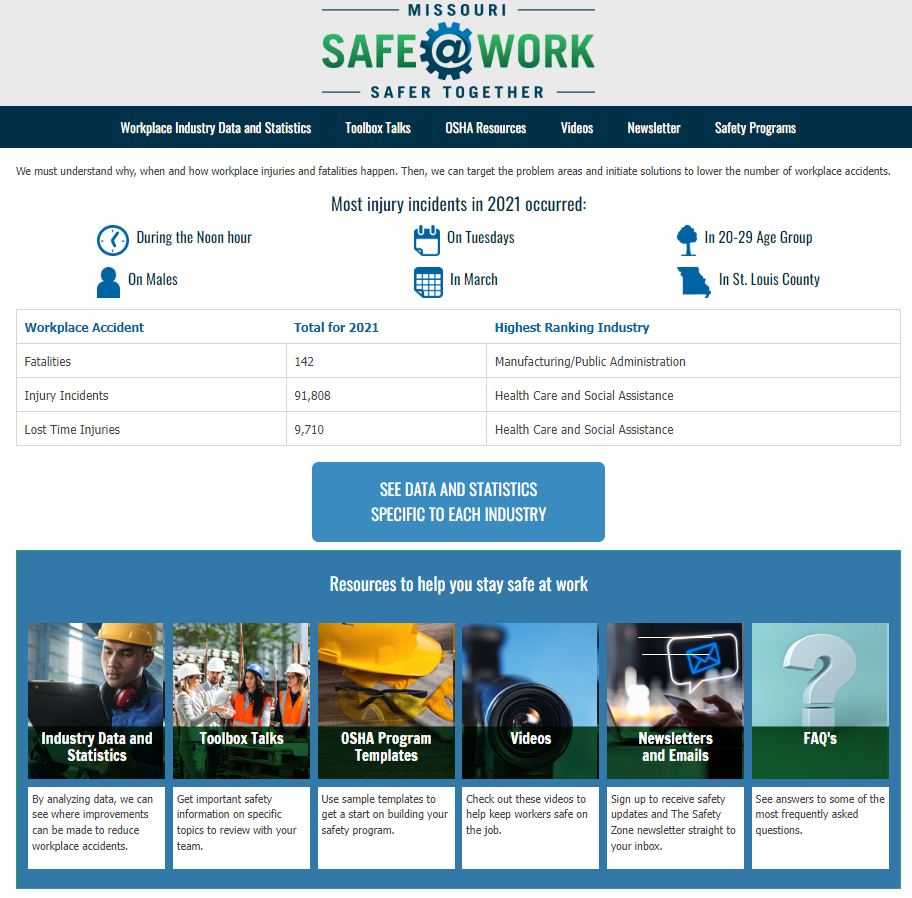 MISSOURI
SAFE@WORK
SAFER TOGETHER
Workplace Industry Data and Statistics Toolbox Talks OSHA Resources Videos Newsletter Safety Programs
We must understand why, when and how workplace injuries and fatalities happen. Then, we can target the problem areas and initiate solutions to lower the number of workplace accidents.
Most injury incidents in 2021 occurred:
During the Noon hour On Tuesdays In 20-29 Age Group
On Males In March In St. Louis County
Workplace Accident Total for 2021 Highest Ranking Industry
Fatalities 142 Manufacturing/Public Administration
Injury Incidents 91,808 Health Care and Social Assistance
Lost Time Injuries 9,710 Health Care and Social Assistance
SEE DATA AND STATISTICS
SPECIFIC TO EACH INDUSTRY
Resources to help you stay safe at work
Industry Data and
Statistics
Toolbox Talks
OSHA Program
Templates
Videos
Newsletters
and Emails
FAQ's
By analyzing data, we can
see where improvements
can be made to reduce
workplace accidents.
Get important safety
information on specific
topics to review with your
team.
Use sample templates to
get a start on building your
safety program.
Check out these videos to
help keep workers safe on
the job.
Sign up to receive safety
updates and The Safety
Zone newsletter straight to
your inbox.
See answers to some of the
most frequently asked
questions.